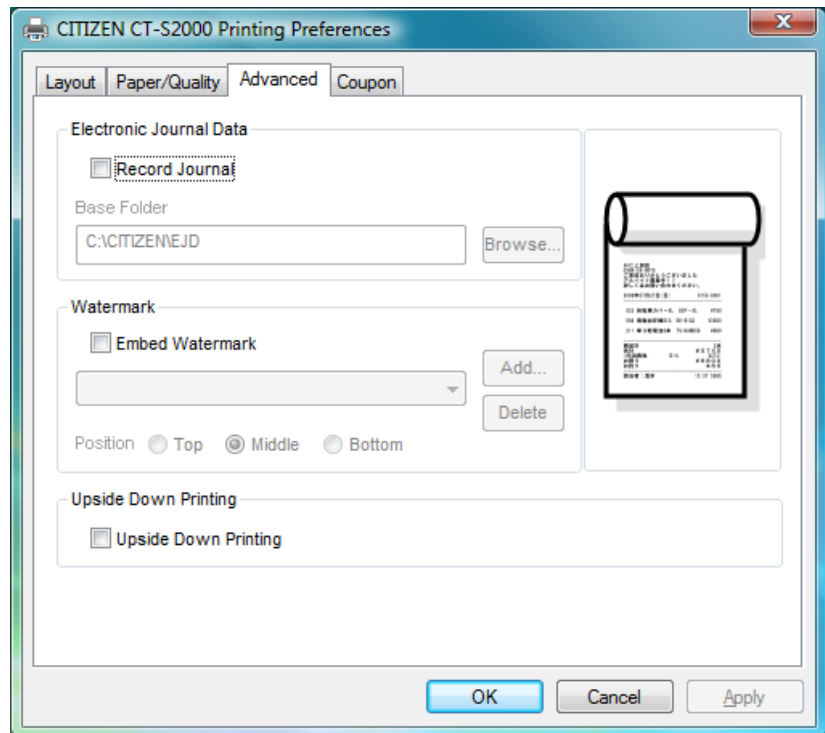 CITIZEN CT-S2000 Printing Preferences
Layout Paper/Quality Advanced Coupon
Electronic Journal Data
Record Journal
Base Folder
C:\CITIZEN\EJD
Browse...
Watermark
Embed Watermark
Add...
Delete
Position Top Middle Bottom
Upside Down Printing
Upside Down Printing
OK Cancel Apply